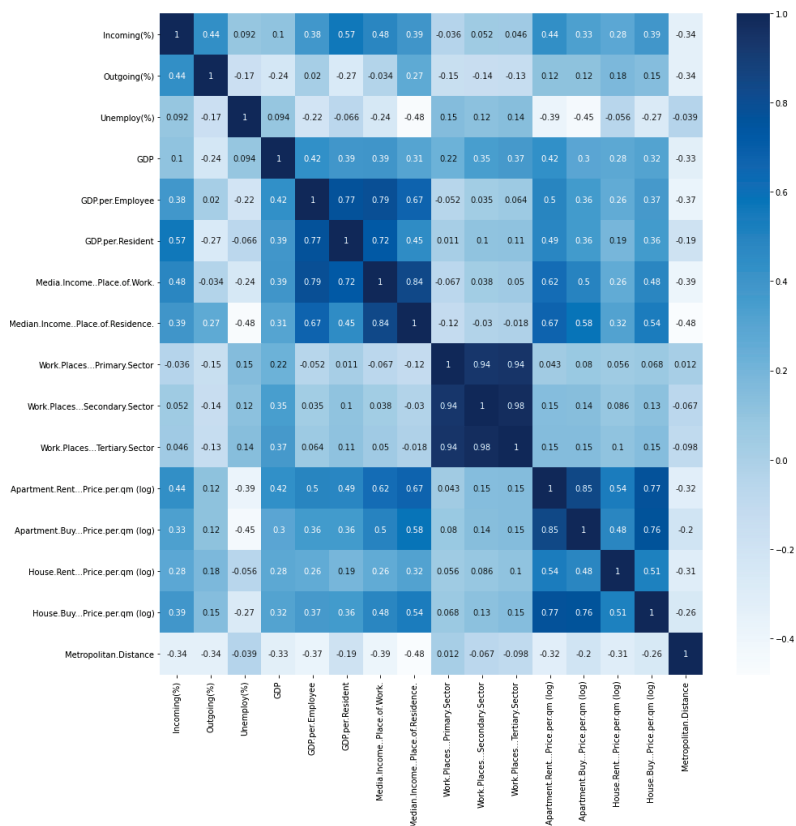 Incoming(%) 1 0.44 0.092 0.1 0.38 0.57 0.48 0.39 -0.036 0.052 0.046 0.44 0.33 0.28 0.39 -0.34
Outgoing(%) 0.44 1 -0.17 -0.24 0.02 -0.27 -0.034 0.27 -0.15 -0.14 -0.13 0.12 0.12 0.18 0.15 -0.34
Unemploy(%) 0.092 -0.17 1 0.094 -0.22 -0.066 -0.24 -0.48 0.15 0.12 0.14 -0.39 -0.45 -0.056 -0.27 -0.039
GDP 0.1 -0.24 0.094 1 0.42 0.39 0.39 0.31 0.22 0.35 0.37 0.42 0.3 0.28 0.32 -0.33
GDP.per.Employee 0.38 0.02 -0.22 0.42 1 0.77 0.79 0.67 -0.052 0.035 0.064 0.5 0.36 0.26 0.37 -0.37
GDP.per.Resident 0.57 -0.27 -0.066 0.39 0.77 1 0.72 0.45 0.011 0.1 0.11 0.49 0.36 0.19 0.36 -0.19
Media.Income..Place.of.Work. 0.48 -0.034 -0.24 0.39 0.79 0.72 1 0.84 -0.067 0.038 0.05 0.62 0.5 0.26 0.48 -0.39
Median.Income..Place.of.Residence. 0.39 0.27 -0.48 0.31 0.67 0.45 0.84 1 -0.12 -0.03 -0.018 0.67 0.58 0.32 0.54 -0.48
Work.Places...Primary.Sector -0.036 -0.15 0.15 0.22 -0.052 0.011 -0.067 -0.12 1 0.94 0.94 0.043 0.08 0.056 0.068 0.012
Work.Places...Secondary.Sector 0.052 -0.14 0.12 0.35 0.035 0.1 0.038 -0.03 0.94 1 0.98 0.15 0.14 0.086 0.13 -0.067
Work.Places...Tertiary.Sector 0.046 -0.13 0.14 0.37 0.064 0.11 0.05 -0.018 0.94 0.98 1 0.15 0.15 0.1 0.15 -0.098
Apartment.Rent...Price.per.qm (log) 0.44 0.12 -0.39 0.42 0.5 0.49 0.62 0.67 0.043 0.15 0.15 1 0.85 0.54 0.77 -0.32
Apartment.Buy...Price.per.qm (log) 0.33 0.12 -0.45 0.3 0.36 0.36 0.5 0.58 0.08 0.14 0.15 0.85 1 0.48 0.76 -0.2
House.Rent...Price.per.qm (log) 0.28 0.18 -0.056 0.28 0.26 0.19 0.26 0.32 0.056 0.086 0.1 0.54 0.48 1 0.51 -0.31
House.Buy...Price.per.qm (log) 0.39 0.15 -0.27 0.32 0.37 0.36 0.48 0.54 0.068 0.13 0.15 0.77 0.76 0.51 1 -0.26
Metropolitan.Distance -0.34 -0.34 -0.039 -0.33 -0.37 -0.19 -0.39 -0.48 0.012 -0.067 -0.098 -0.32 -0.2 -0.31 -0.26 1
Incoming(%)
Outgoing(%)
Unemploy(%)
GDP
GDP.per.Employee
GDP.per.Resident
Media.Income..Place.of.Work.
Median.Income..Place.of.Residence.
Work.Places...Primary.Sector
Work.Places...Secondary.Sector
Work.Places...Tertiary.Sector
Apartment.Rent...Price.per.qm (log)
Apartment.Buy...Price.per.qm (log)
House.Rent...Price.per.qm (log)
House.Buy...Price.per.qm (log)
Metropolitan.Distance
1.0
0.8
0.6
0.4
0.2
0.0
−0.2
−0.4